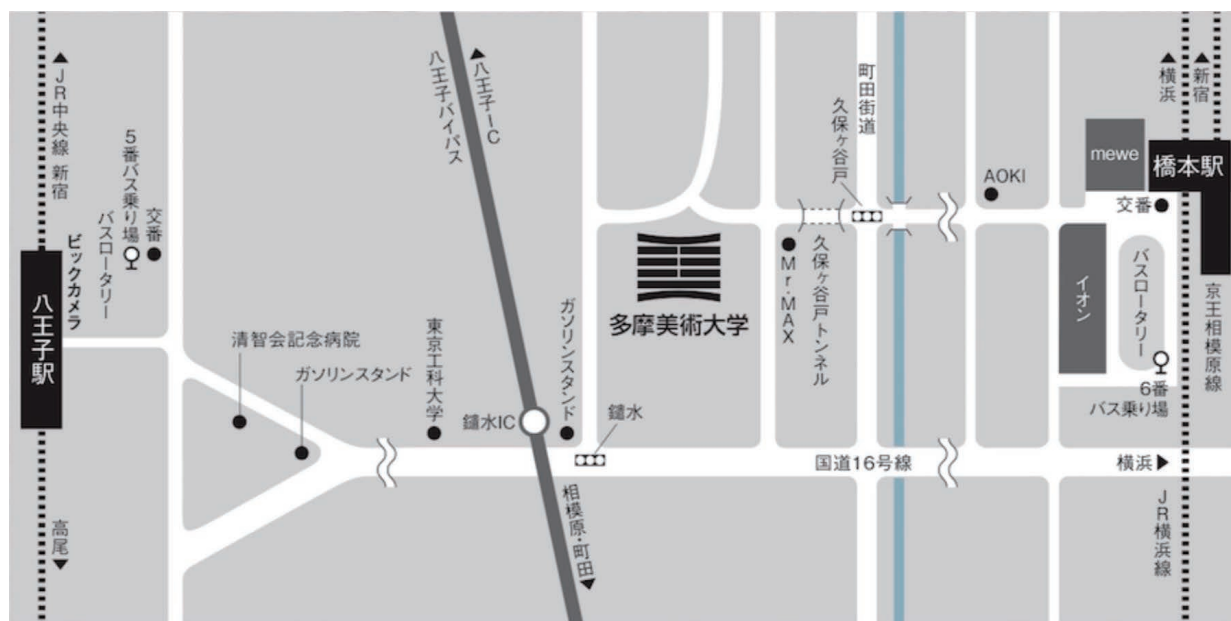 ▲JR中央線 新宿
八王子駅
高尾▼
ビックカメラ
バスロータリー
5番バス乗り場
交番
清智会記念病院
ガソリンスタンド
東京工科大学
▲八王子IC
八王子バイパス
鑓水IC
ガソリンスタンド
鑓水
相模原・町田▼
多摩美術大学
Mr・MAX
久保ヶ谷戸トンネル
久保ヶ谷戸
町田街道
国道16号線
AOKI
mewe
▲横浜
▲新宿
橋本駅
交番
イオン
バスロータリー
6番
バス乗り場
京王相模原線
横浜▶
JR横浜線